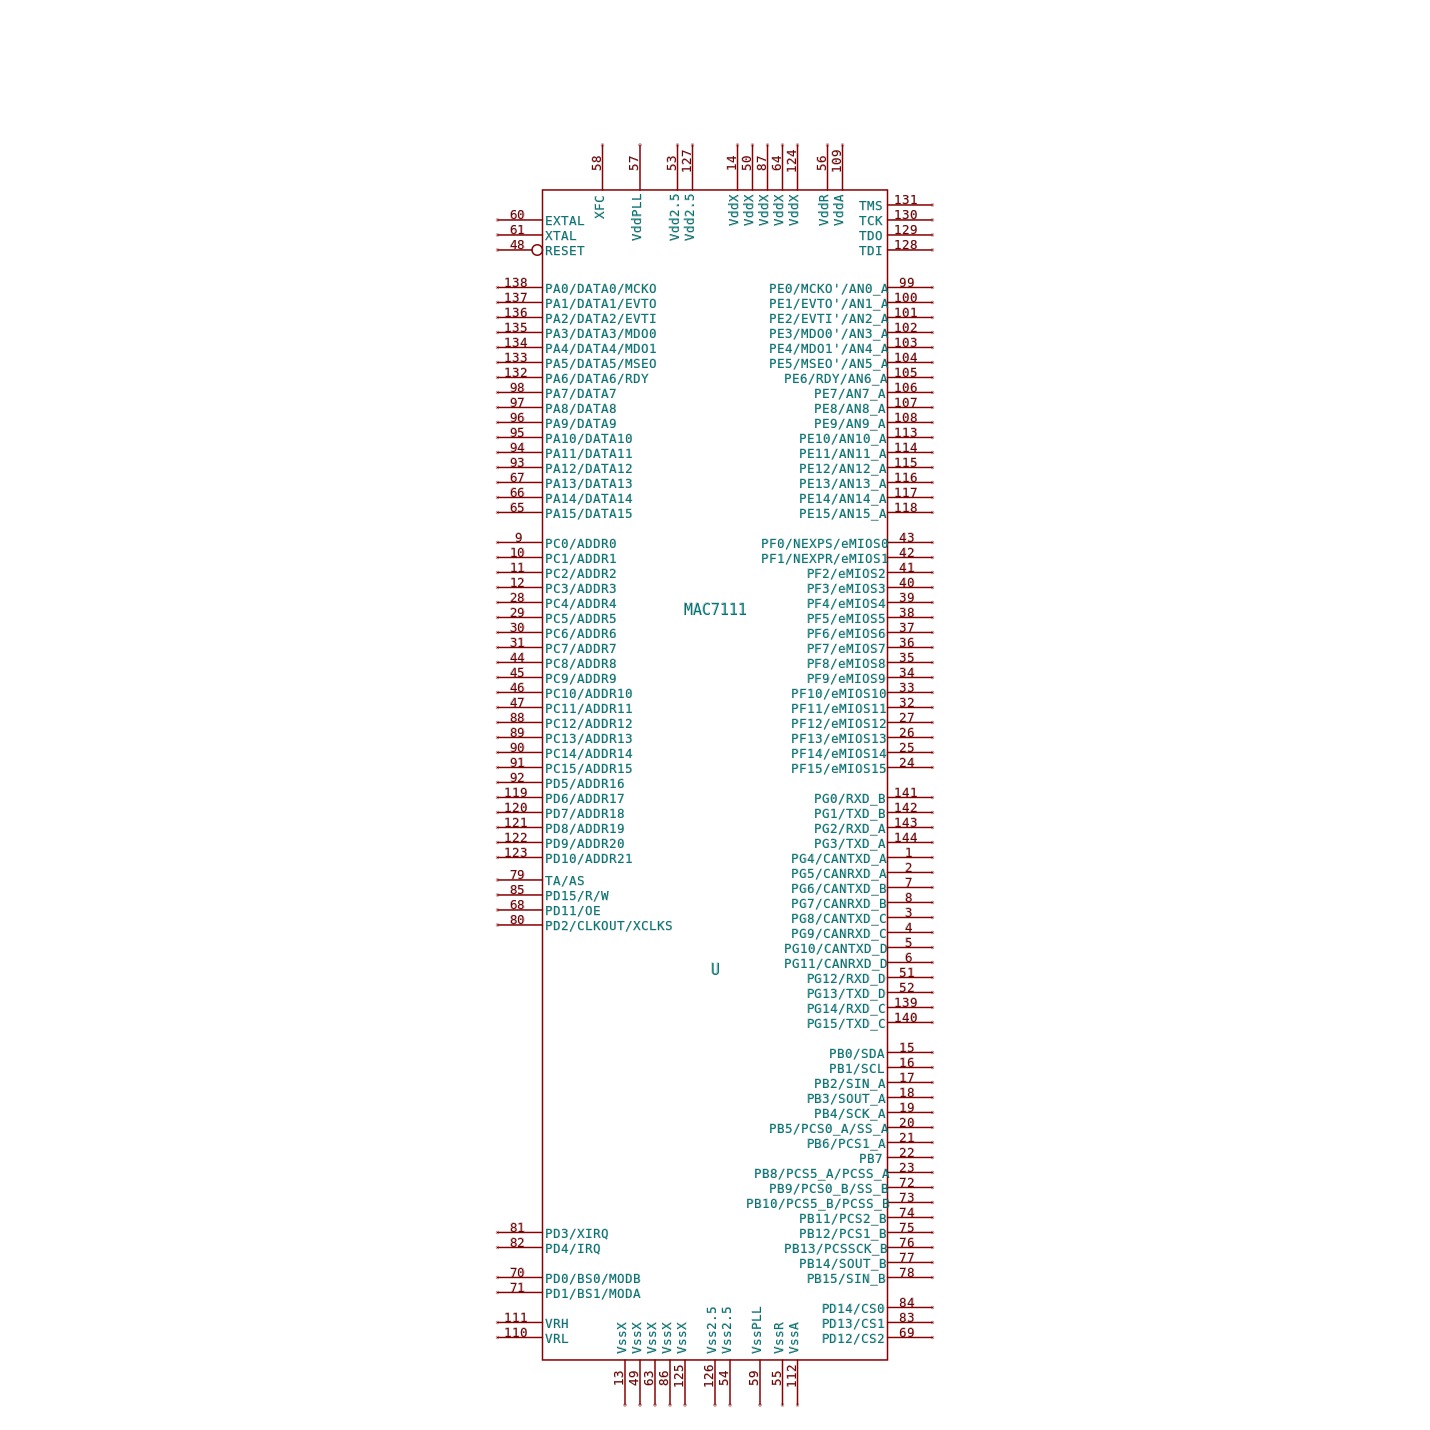 58 57 53 127 14 50 87 64 124 56 109
XFC VddPLL Vdd2.5 Vdd2.5 VddX VddX VddX VddX VddX VddR VddA
TMS 131
60 EXTAL TCK 130
61 XTAL TDO 129
48 RESET TDI 128
138 PA0/DATA0/MCKO PE0/MCKO'/AN0_A 99
137 PA1/DATA1/EVTO PE1/EVTO'/AN1_A 100
136 PA2/DATA2/EVTI PE2/EVTI'/AN2_A 101
135 PA3/DATA3/MDO0 PE3/MDO0'/AN3_A 102
134 PA4/DATA4/MDO1 PE4/MDO1'/AN4_A 103
133 PA5/DATA5/MSEO PE5/MSEO'/AN5_A 104
132 PA6/DATA6/RDY PE6/RDY/AN6_A 105
98 PA7/DATA7 PE7/AN7_A 106
97 PA8/DATA8 PE8/AN8_A 107
96 PA9/DATA9 PE9/AN9_A 108
95 PA10/DATA10 PE10/AN10_A 113
94 PA11/DATA11 PE11/AN11_A 114
93 PA12/DATA12 PE12/AN12_A 115
67 PA13/DATA13 PE13/AN13_A 116
66 PA14/DATA14 PE14/AN14_A 117
65 PA15/DATA15 PE15/AN15_A 118
9 PC0/ADDR0 PF0/NEXPS/eMIOS0 43
10 PC1/ADDR1 PF1/NEXPR/eMIOS1 42
11 PC2/ADDR2 PF2/eMIOS2 41
12 PC3/ADDR3 PF3/eMIOS3 40
28 PC4/ADDR4 PF4/eMIOS4 39
MAC7111
29 PC5/ADDR5 PF5/eMIOS5 38
30 PC6/ADDR6 PF6/eMIOS6 37
31 PC7/ADDR7 PF7/eMIOS7 36
44 PC8/ADDR8 PF8/eMIOS8 35
45 PC9/ADDR9 PF9/eMIOS9 34
46 PC10/ADDR10 PF10/eMIOS10 33
47 PC11/ADDR11 PF11/eMIOS11 32
88 PC12/ADDR12 PF12/eMIOS12 27
89 PC13/ADDR13 PF13/eMIOS13 26
90 PC14/ADDR14 PF14/eMIOS14 25
91 PC15/ADDR15 PF15/eMIOS15 24
92 PD5/ADDR16
119 PD6/ADDR17 PG0/RXD_B 141
120 PD7/ADDR18 PG1/TXD_B 142
121 PD8/ADDR19 PG2/RXD_A 143
122 PD9/ADDR20 PG3/TXD_A 144
123 PD10/ADDR21 PG4/CANTXD_A 1
PG5/CANRXD_A 2
79 TA/AS
PG6/CANTXD_B 7
85 PD15/R/W
PG7/CANRXD_B 8
68 PD11/OE
PG8/CANTXD_C 3
80 PD2/CLKOUT/XCLKS
PG9/CANRXD_C 4
PG10/CANTXD_D 5
PG11/CANRXD_D 6
U
PG12/RXD_D 51
PG13/TXD_D 52
PG14/RXD_C 139
PG15/TXD_C 140
PB0/SDA 15
PB1/SCL 16
PB2/SIN_A 17
PB3/SOUT_A 18
PB4/SCK_A 19
PB5/PCS0_A/SS_A 20
PB6/PCS1_A 21
PB7 22
PB8/PCS5_A/PCSS_A 23
PB9/PCS0_B/SS_B 72
PB10/PCS5_B/PCSS_B 73
PB11/PCS2_B 74
81 PD3/XIRQ PB12/PCS1_B 75
82 PD4/IRQ PB13/PCSSCK_B 76
PB14/SOUT_B 77
70 PD0/BS0/MODB PB15/SIN_B 78
71 PD1/BS1/MODA
PD14/CS0 84
111 VRH PD13/CS1 83
110 VRL PD12/CS2 69
VssX VssX VssX VssX VssX Vss2.5 Vss2.5 VssPLL VssR VssA
13 49 63 86 125 126 54 59 55 112